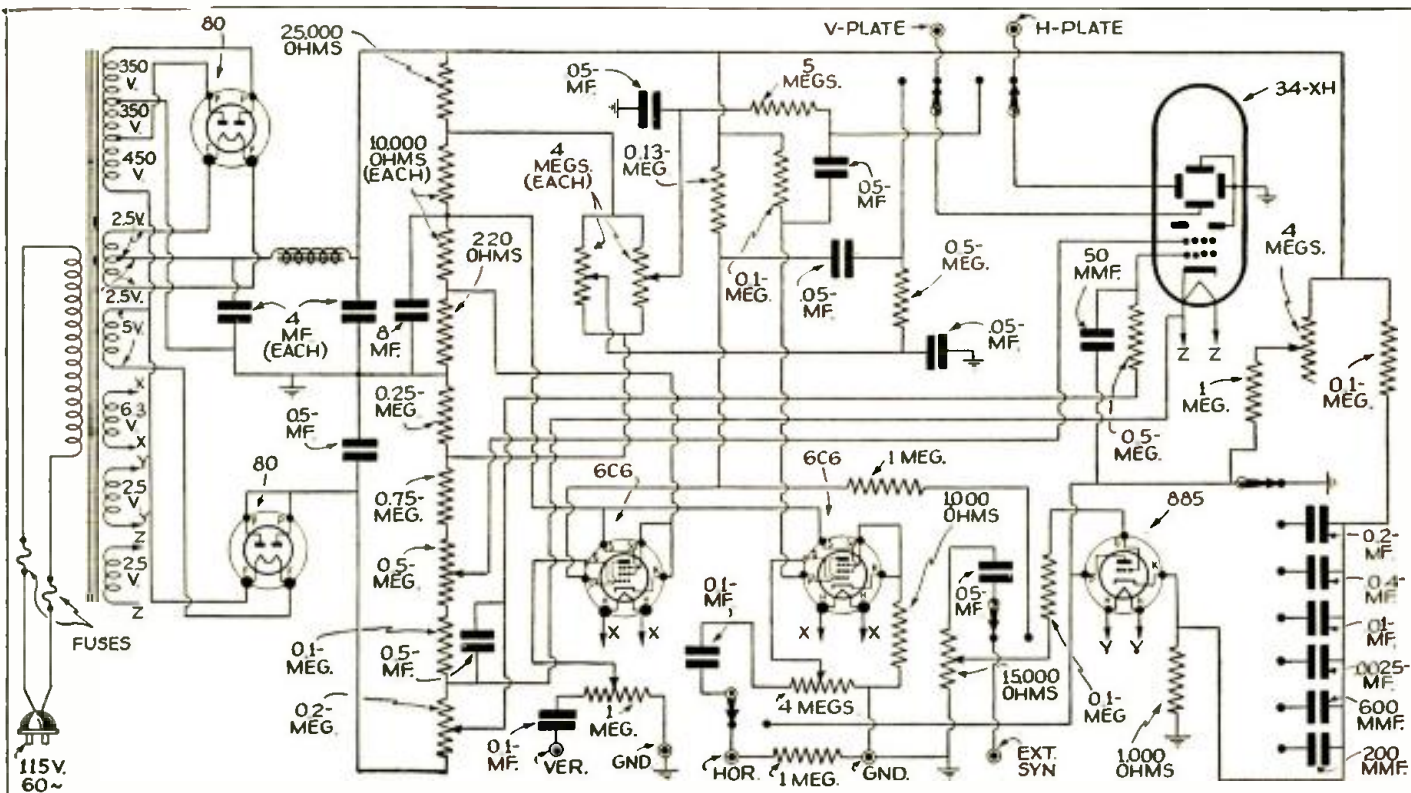 80
350
V.
350
V.
450
V.
2.5V.
2.5V.
5V.
X
6.3
V
X
Y
2.5
V.
Y
Z
2.5
V.
Z
FUSES
115 V.
60~
25,000
OHMS
10,000
OHMS
(EACH)
220
OHMS
4
MF.
(EACH)
8
MF.
0.5-
MF.
80
0.25-
MEG.
0.75-
MEG.
0.5-
MEG.
0.1-
MEG.
0.5-
MF.
0.2-
MEG.
.05-
MF.
4
MEGS.
(EACH)
0.13-
MEG.
5
MEGS.
.05-
MF.
0.1-
MEG.
.05-
MF.
0.5-
MEG.
.05-
MF.
V-PLATE
H-PLATE
34-XH
50
MMF.
Z Z
0.5-
MEG.
4
MEGS.
1
MEG.
0.1-
MEG.
6C6
X X
6C6
X X
1 MEG.
1000
OHMS
885
K
Y Y
0.1-
MF.
.05-
MF.
15,000
OHMS
4 MEGS.
0.1-
MEG
1,000
OHMS
0.1-
MF.
VER.
1
MEG.
GND
HOR.
1 MEG.
GND.
EXT.
SYN
0.2-
MF.
.04-
MF
.01-
MF.
.0025-
MF.
600
MMF.
200
MMF.